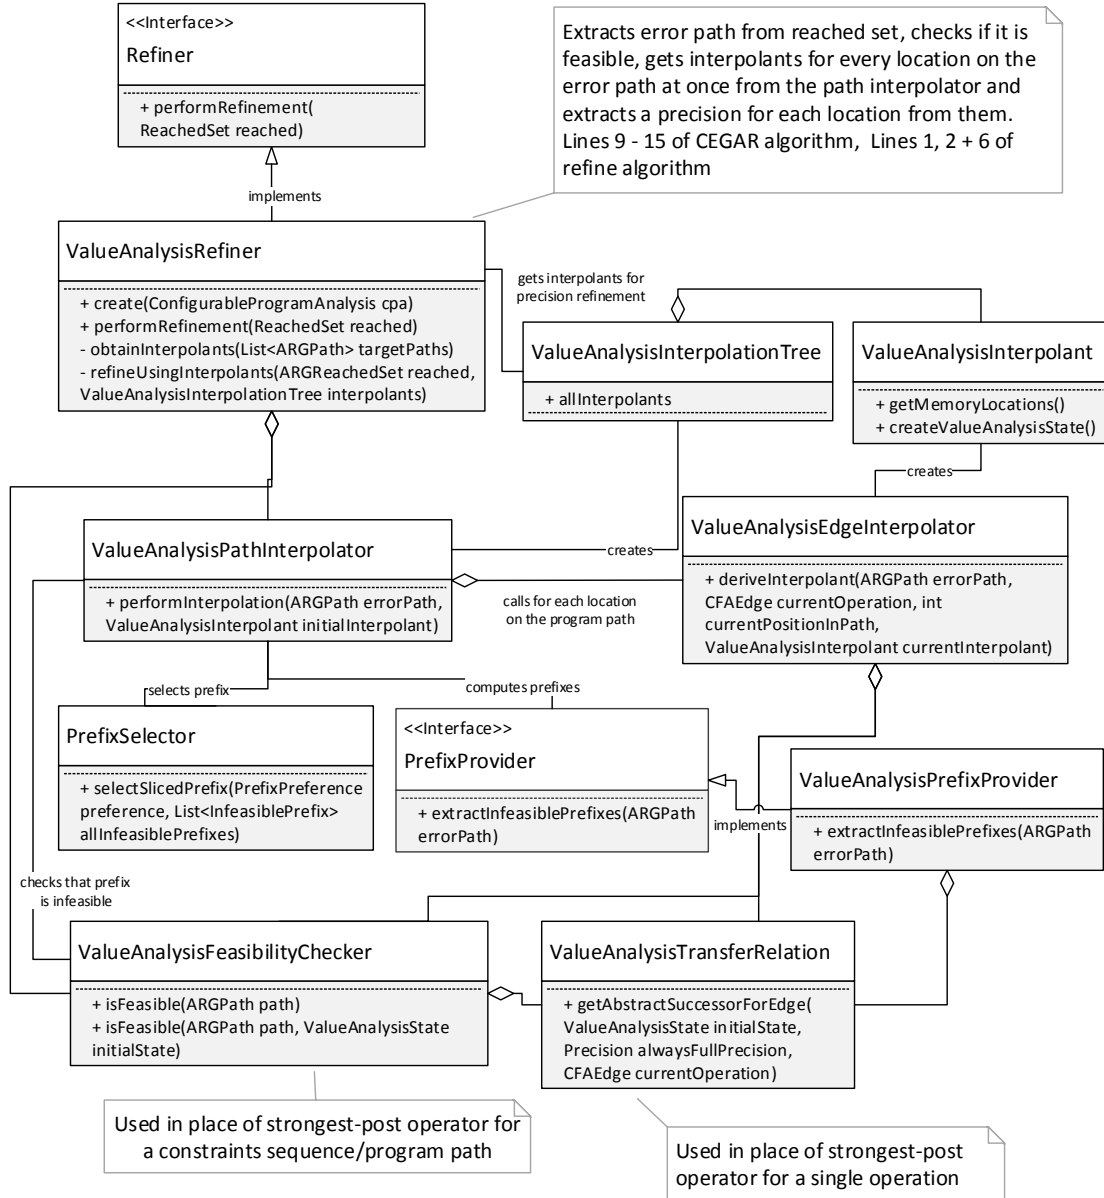 <<Interface>>
Refiner
+ performRefinement(
ReachedSet reached)
Extracts error path from reached set, checks if it is
feasible, gets interpolants for every location on the
error path at once from the path interpolator and
extracts a precision for each location from them.
Lines 9 - 15 of CEGAR algorithm, Lines 1, 2 + 6 of
refine algorithm
implements
ValueAnalysisRefiner
+ create(ConfigurableProgramAnalysis cpa)
+ performRefinement(ReachedSet reached)
- obtainInterpolants(List<ARGPath> targetPaths)
- refineUsingInterpolants(ARGReachedSet reached,
ValueAnalysisInterpolationTree interpolants)
gets interpolants for
precision refinement
ValueAnalysisInterpolationTree
+ allInterpolants
ValueAnalysisInterpolant
+ getMemoryLocations()
+ createValueAnalysisState()
creates
ValueAnalysisPathInterpolator
+ performInterpolation(ARGPath errorPath,
ValueAnalysisInterpolant initialInterpolant)
creates
calls for each location
on the program path
ValueAnalysisEdgeInterpolator
+ deriveInterpolant(ARGPath errorPath,
CFAEdge currentOperation, int
currentPositionInPath,
ValueAnalysisInterpolant currentInterpolant)
selects prefix
computes prefixes
PrefixSelector
+ selectSlicedPrefix(PrefixPreference
preference, List<InfeasiblePrefix>
allInfeasiblePrefixes)
<<Interface>>
PrefixProvider
+ extractInfeasiblePrefixes(ARGPath
errorPath)
implements
ValueAnalysisPrefixProvider
+ extractInfeasiblePrefixes(ARGPath
errorPath)
checks that prefix
is infeasible
ValueAnalysisFeasibilityChecker
+ isFeasible(ARGPath path)
+ isFeasible(ARGPath path, ValueAnalysisState
initialState)
ValueAnalysisTransferRelation
+ getAbstractSuccessorForEdge(
ValueAnalysisState initialState,
Precision alwaysFullPrecision,
CFAEdge currentOperation)
Used in place of strongest-post operator for
a constraints sequence/program path
Used in place of strongest-post
operator for a single operation